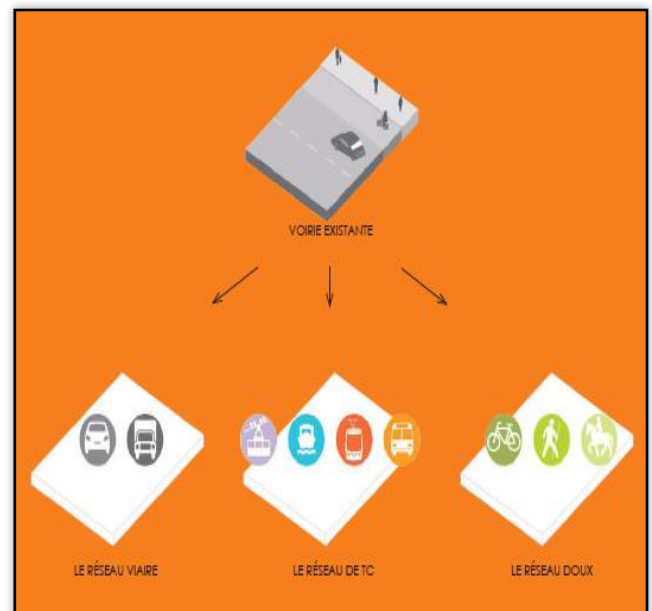 VOIRIE EXISTANTE
LE RÉSEAU VIAIRE
LE RÉSEAU DE TC
LE RÉSEAU DOUX